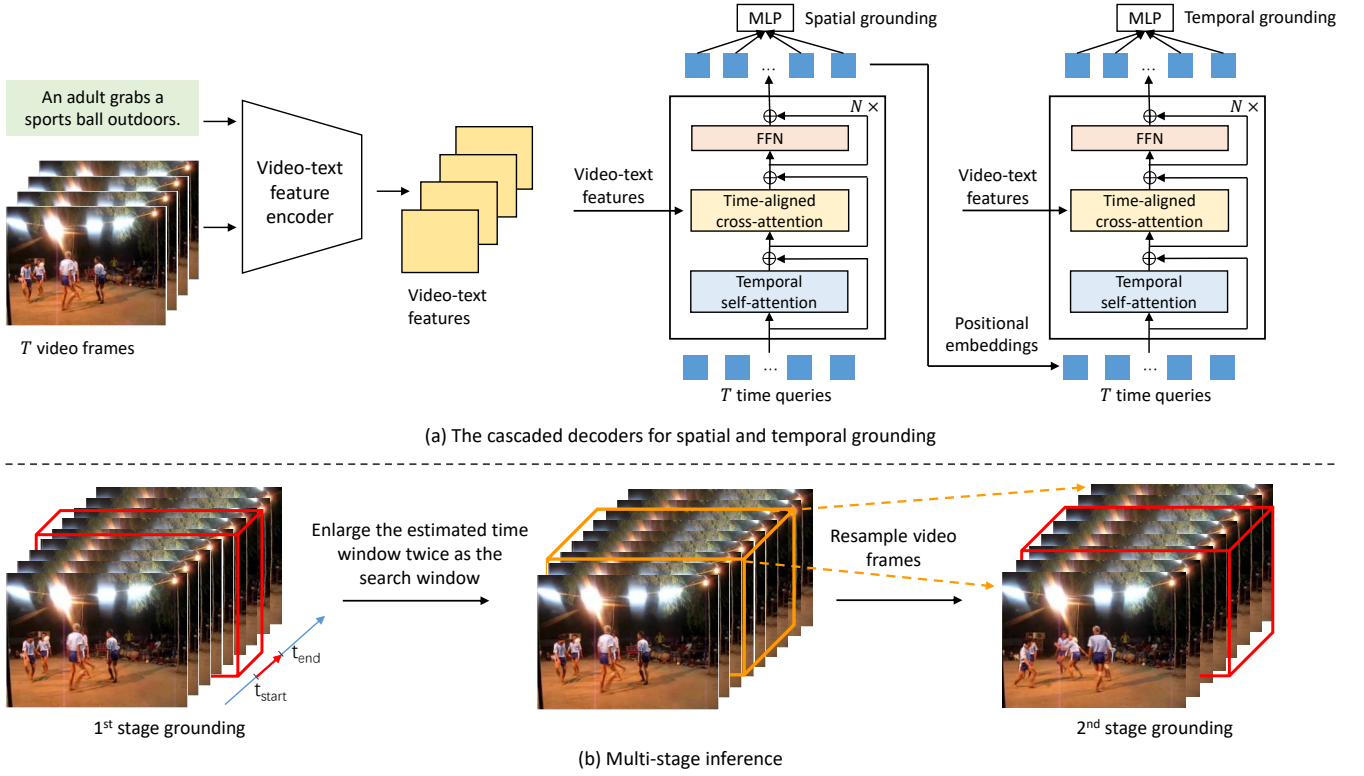 MLP
Spatial grounding
MLP
Temporal grounding
...
...
An adult grabs a
sports ball outdoors.
Video-text
feature
encoder
T video frames
Video-text
features
N ×
FFN
Video-text
features
Time-aligned
cross-attention
Temporal
self-attention
...
T time queries
N ×
FFN
Video-text
features
Time-aligned
cross-attention
Temporal
self-attention
Positional
embeddings
...
T time queries
(a) The cascaded decoders for spatial and temporal grounding
Enlarge the estimated time
window twice as the
search window
Resample video
frames
t_end
t_start
1st stage grounding
2nd stage grounding
(b) Multi-stage inference